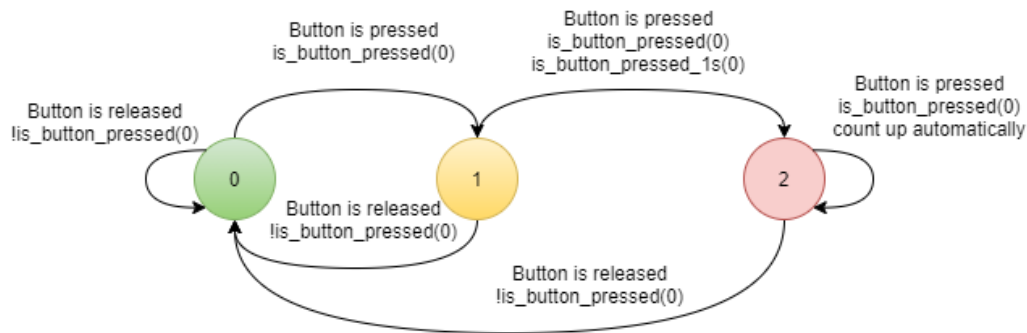 Button is pressed
is_button_pressed(0)
Button is pressed
is_button_pressed(0)
is_button_pressed_1s(0)
Button is released
!is_button_pressed(0)
Button is pressed
is_button_pressed(0)
count up automatically
0
1
2
Button is released
!is_button_pressed(0)
Button is released
!is_button_pressed(0)